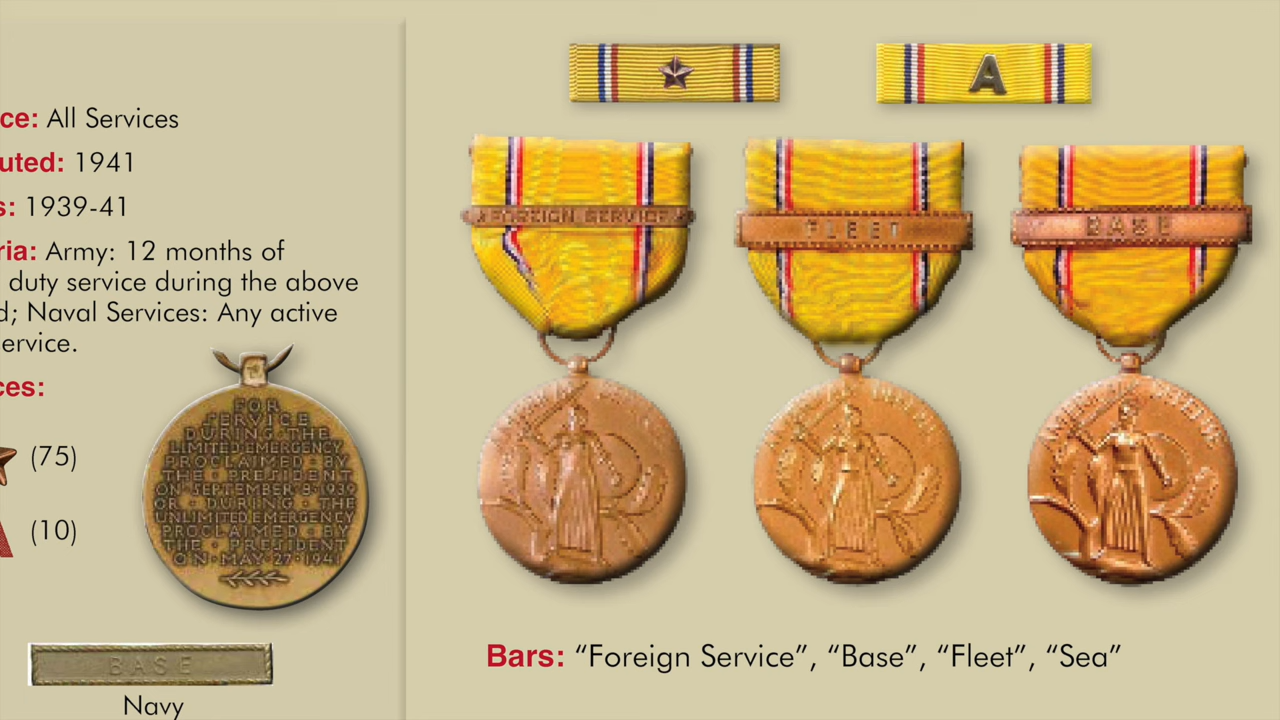 ce: All Services
uted: 1941
s: 1939-41
ria: Army: 12 months of
duty service during the above
d; Naval Services: Any active
ervice.
ces:
(75)
(10)
FOR
SERVICE
DURING THE
LIMITED EMERGENCY
PROCLAIMED BY
THE PRESIDENT
ON SEPTEMBER 8 1939
OR DURING THE
UNLIMITED EMERGENCY
PROCLAIMED BY
THE PRESIDENT
ON MAY 27 1941
BASE
Navy
A
FOREIGN SERVICE
FLEET
BASE
Bars: “Foreign Service”, “Base”, “Fleet”, “Sea”